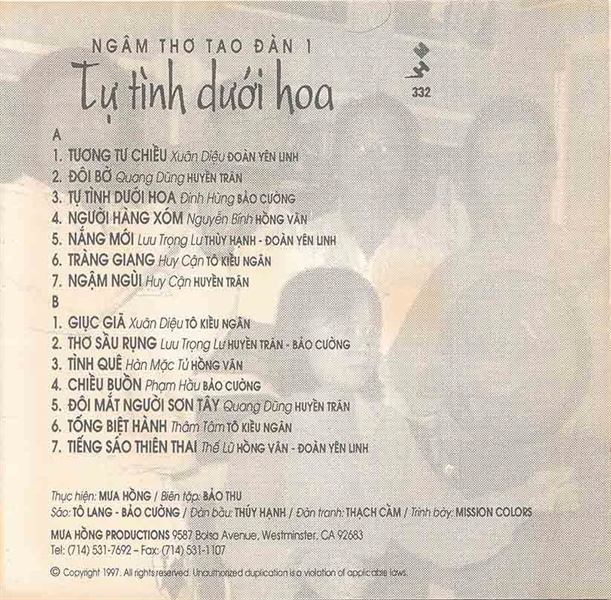 NGÂM THƠ TAO ĐÀN 1
Tự tình dưới hoa
332
A
1. TƯƠNG TƯ CHIỀU Xuân Diệu ĐOÀN YÊN LINH
2. ĐÔI BỜ Quang Dũng HUYỀN TRÂN
3. TỰ TÌNH DƯỚI HOA Đinh Hùng BẢO CƯỜNG
4. NGƯỜI HÀNG XÓM Nguyễn Bính HỒNG VÂN
5. NẮNG MỚI Lưu Trọng Lư THÚY HẠNH - ĐOÀN YÊN LINH
6. TRÀNG GIANG Huy Cận TÔ KIỀU NGÂN
7. NGẬM NGÙI Huy Cận HUYỀN TRÂN
B
1. GIỤC GIÃ Xuân Diệu TÔ KIỀU NGÂN
2. THƠ SẦU RỤNG Lưu Trọng Lư HUYỀN TRÂN - BẢO CƯỜNG
3. TÌNH QUÊ Hàn Mặc Tử HỒNG VÂN
4. CHIỀU BUỒN Phạm Hầu BẢO CƯỜNG
5. ĐÔI MẮT NGƯỜI SƠN TÂY Quang Dũng HUYỀN TRÂN
6. TỐNG BIỆT HÀNH Thâm Tâm TÔ KIỀU NGÂN
7. TIẾNG SÁO THIÊN THAI Thế Lữ HỒNG VÂN - ĐOÀN YÊN LINH
Thực hiện: MƯA HỒNG / Biên tập: BẢO THU
Sáo: TÔ LANG - BẢO CƯỜNG / Đàn bầu: THÚY HẠNH / Đàn tranh: THẠCH CẦM / Trình bày: MISSION COLORS
MƯA HỒNG PRODUCTIONS 9587 Bolsa Avenue, Westminster, CA 92683
Tel: (714) 531-7692 – Fax: (714) 531-1107
© Copyright 1997. All rights reserved. Unauthorized duplication is a violation of applicable laws.